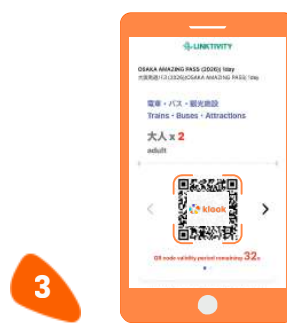 LINKTIVITY
OSAKA AMAZING PASS (2026) 1day
大阪周遊パス(2026)(OSAKA AMAZING PASS) 1day
電車・バス・観光施設
Trains・Buses・Attractions
大人 x 2
adult
klook
QR code validity period remaining 32s
3